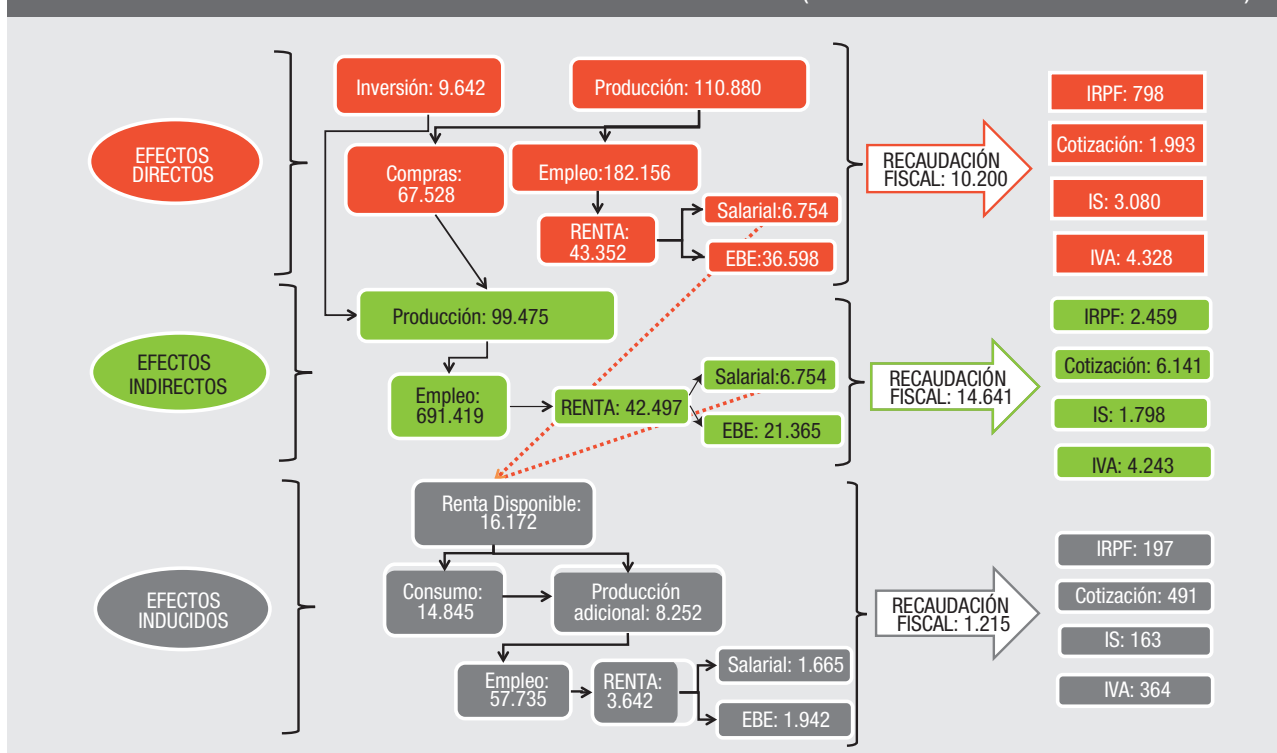 EFECTOS
DIRECTOS
Inversión: 9.642
Producción: 110.880
Compras:
67.528
Empleo:182.156
RENTA:
43.352
Salarial:6.754
EBE:36.598
RECAUDACIÓN
FISCAL: 10.200
IRPF: 798
Cotización: 1.993
IS: 3.080
IVA: 4.328
EFECTOS
INDIRECTOS
Producción: 99.475
Empleo:
691.419
RENTA: 42.497
Salarial:6.754
EBE: 21.365
RECAUDACIÓN
FISCAL: 14.641
IRPF: 2.459
Cotización: 6.141
IS: 1.798
IVA: 4.243
EFECTOS
INDUCIDOS
Renta Disponible:
16.172
Consumo:
14.845
Producción
adicional: 8.252
Empleo:
57.735
RENTA:
3.642
Salarial: 1.665
EBE: 1.942
RECAUDACIÓN
FISCAL: 1.215
IRPF: 197
Cotización: 491
IS: 163
IVA: 364